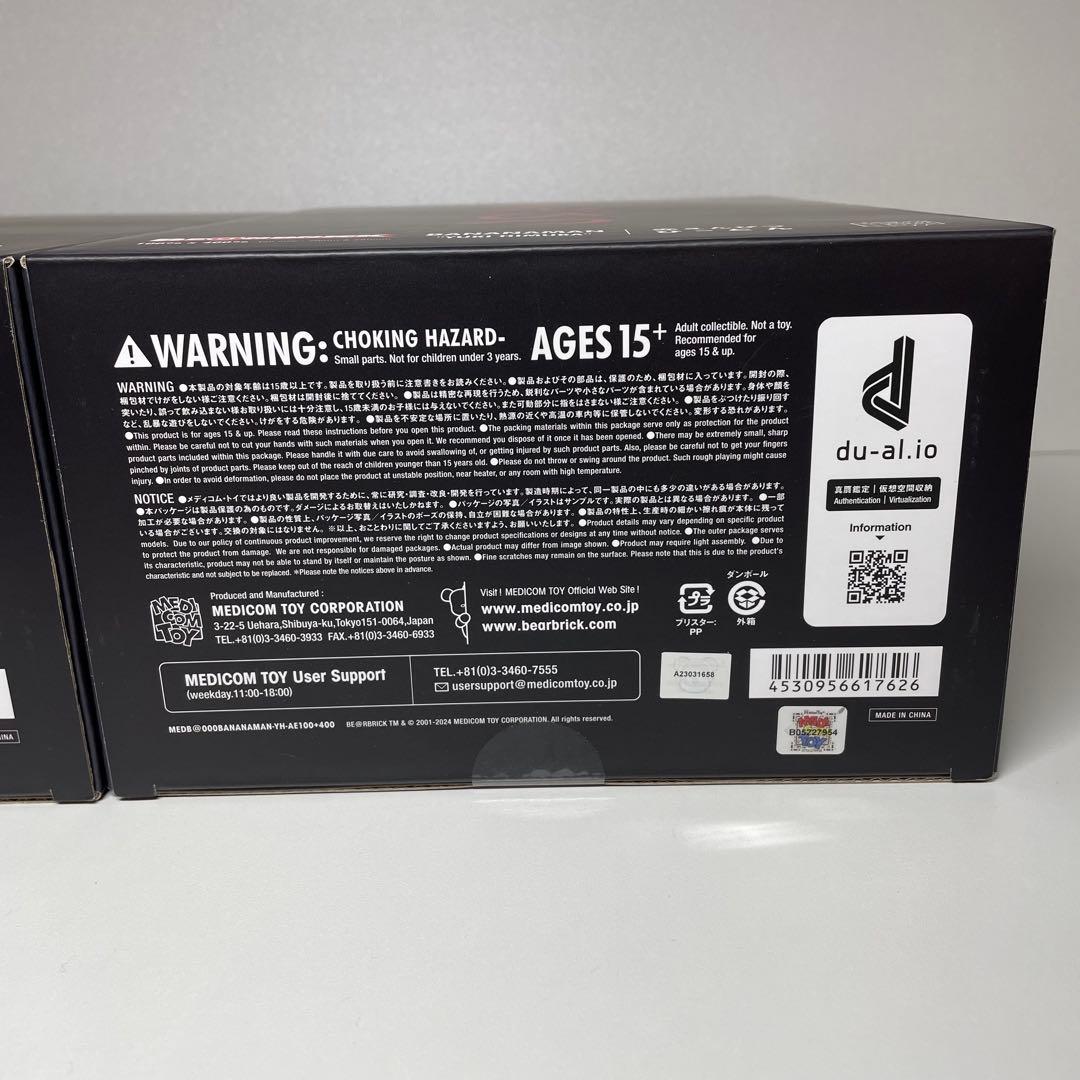 BANANAMAN
"YUKI HIMURA"
WARNING: CHOKING HAZARD-
Small parts. Not for children under 3 years.
AGES 15+
Adult collectible. Not a toy.
Recommended for
ages 15 & up.
WARNING ●本製品の対象年齢は15歳以上です。製品を取り扱う前に注意書きをお読みください。●製品およびその部品は、保護のため、梱包材に入っています。開封の際、
梱包材でけがをしない様ご注意ください。梱包材は開封後に捨ててください。●製品は精密な再現を行うため、鋭利なパーツや小さなパーツが含まれている場合があります。身体や顔を
突いたり、誤って飲み込まない様お取り扱いには十分注意し、15歳未満のお子様には与えないでください。また可動部分に指をはさまない様ご注意ください。●製品をぶつけたり振り回す
など、乱暴な遊びをしないでください。けがをする危険があります。●製品を不安定な場所に置いたり、熱源の近くや高温の車内等に保管しないでください。変形する恐れがあります。
●This product is for ages 15 & up. Please read these instructions before you open this product. ●The packing materials within this package serve only as protection for the product
within. Please be careful to cut your hands with such materials when you open it. We recommend you dispose of it once it has been opened. ●There may be extremely small, sharp
product parts included within this package. Please handle it with due care to avoid swallowing of, or getting injured by such product parts. Also, please be careful not to get your fingers
pinched by joints of product parts. Please keep out of the reach of children younger than 15 years old. ●Please do not throw or swing around the product. Such rough playing might cause
injury. ●In order to avoid deformation, please do not place the product at unstable position, near heater, or any room with high temperature.
NOTICE ●メディコム・トイではより良い製品を開発するために、常に研究・調査・改良・開発を行っています。製造時期によって、同一製品の中にも多少の違いがある場合があります。
●本パッケージは製品保護の為のものです。ダメージによるお取替えはいたしかねます。●パッケージの写真／イラストはサンプルです。実際の製品とは異なる場合があります。●一部
加工が必要な場合があります。●製品の性質上、パッケージ写真／イラストのポーズの保持、自立が困難な場合があります。●製品の特性上、生産時の細かい擦れ痕が本体に残って
いる場合がございます。交換の対象にはなりません。※以上、おことわりに関してご了承くださいますよう、お願いいたします。●Product details may vary depending on specific product
models. Due to our policy of continuous product improvement, we reserve the right to change product specifications or designs at any time without notice. ●The outer package serves
to protect the product from damage. We are not responsible for damaged packages. ●Actual product may differ from image shown. ●Product may require light assembly. ●Due to
its characteristic, product may not be able to stand by itself or maintain the posture as shown. ●Fine scratches may remain on the surface. Please note that this is due to the product's
characteristic and not subject to be replaced. ※Please note the notices above in advance.
MEDI
COM
TOY
Produced and Manufactured :
MEDICOM TOY CORPORATION
3-22-5 Uehara,Shibuya-ku,Tokyo151-0064,Japan
TEL.+81(0)3-3460-3933 FAX.+81(0)3-3460-6933
Visit ! MEDICOM TOY Official Web Site !
www.medicomtoy.co.jp
www.bearbrick.com
プラ
ブリスター:
PP
ダンボール
外箱
MEDICOM TOY User Support
(weekday.11:00-18:00)
TEL.+81(0)3-3460-7555
usersupport@medicomtoy.co.jp
MEDB@000BANANAMAN-YH-AE100+400
BE@RBRICK TM & © 2001-2024 MEDICOM TOY CORPORATION. All rights reserved.
d
du-al.io
真贋鑑定｜仮想空間収納
Authentication | Virtualization
Information
A23031658
4530956617626
B05227954
MADE IN CHINA